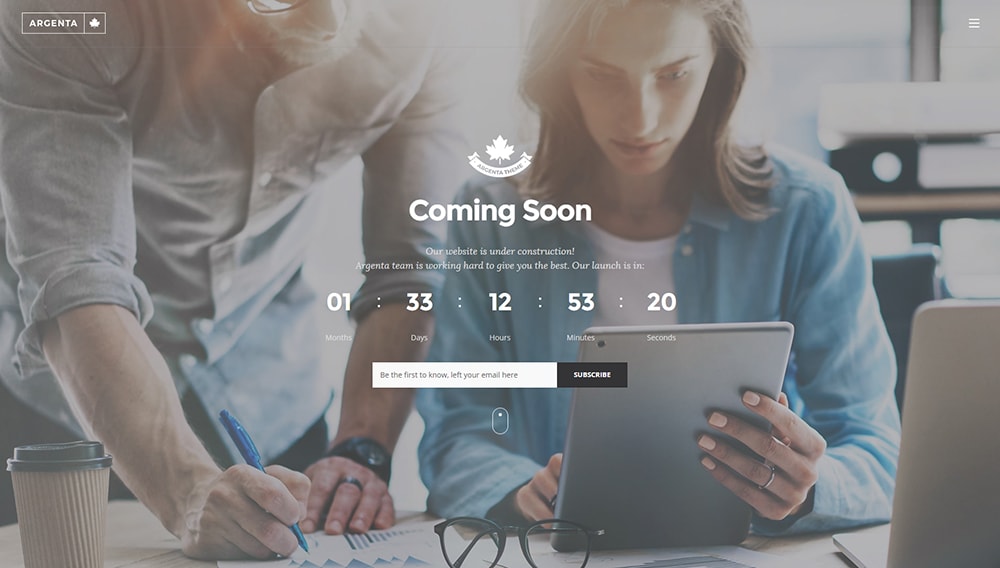 ARGENTA
ARGENTA THEME
Coming Soon
Our website is under construction!
Argenta team is working hard to give you the best. Our launch is in:
01 : 33 : 12 : 53 : 20
Months Days Hours Minutes Seconds
Be the first to know, left your email here SUBSCRIBE